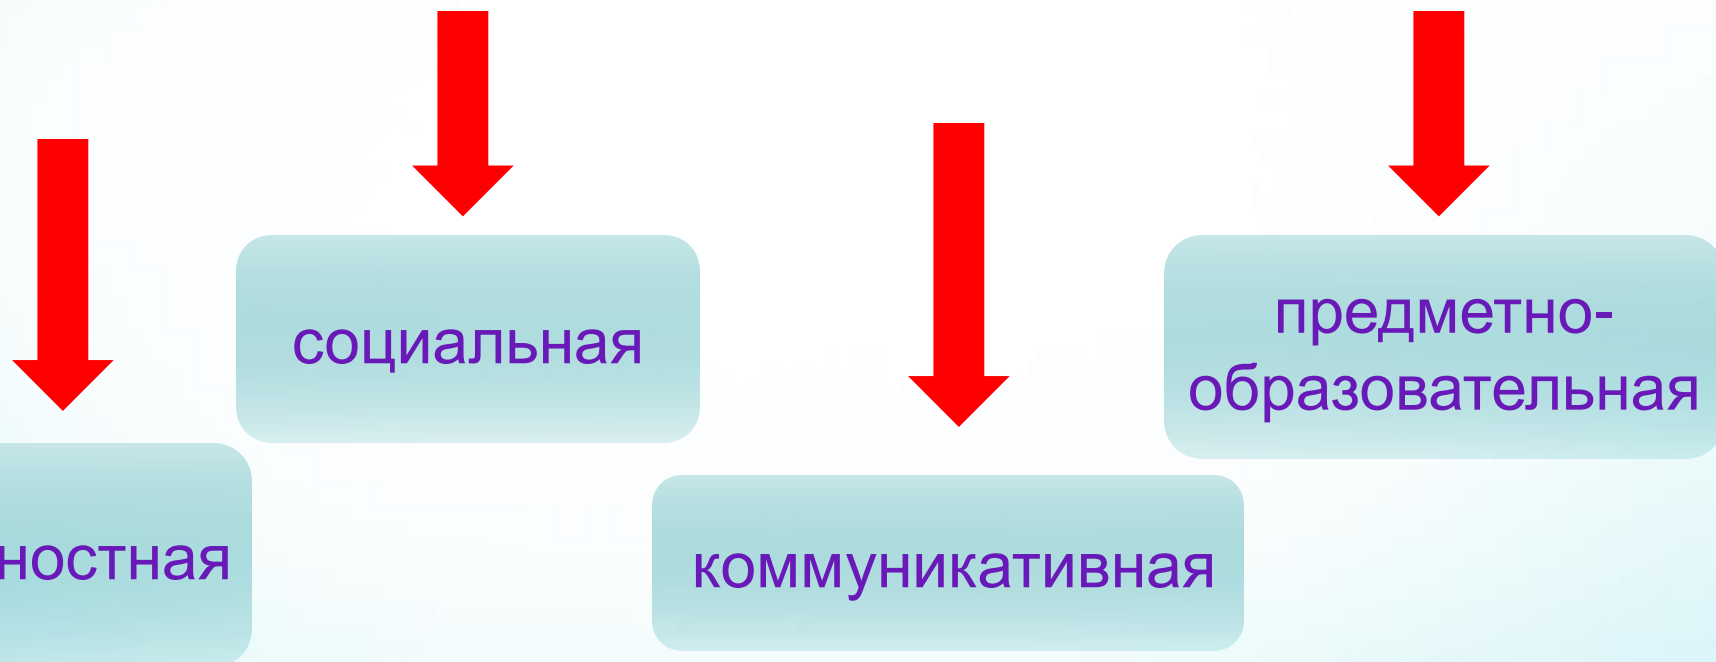 социальная
предметно-
образовательная
ностная
коммуникативная